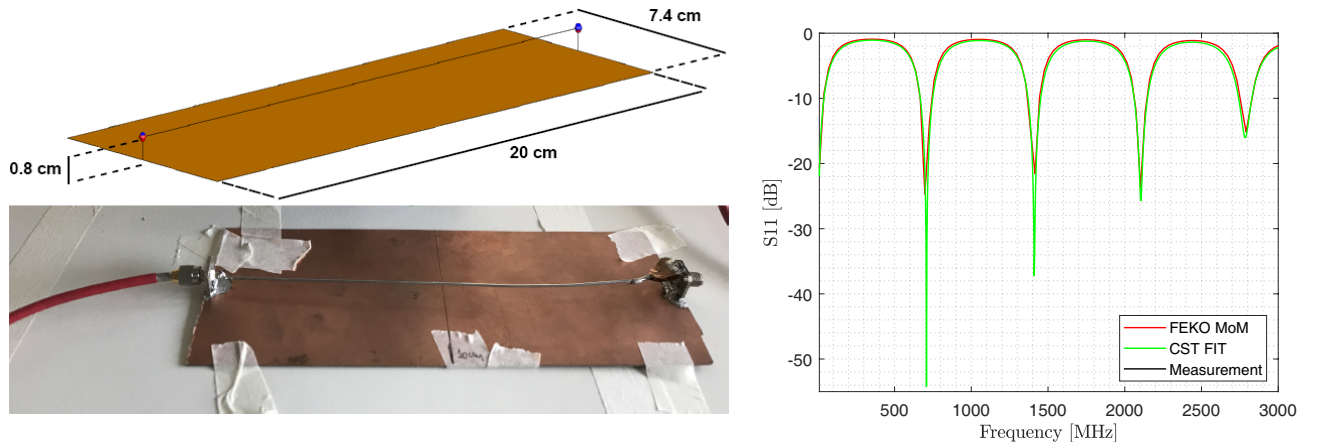 7.4 cm
0.8 cm
20 cm
10cm
0
-10
-20
-30
-40
-50
S11 [dB]
500 1000 1500 2000 2500 3000
Frequency [MHz]
FEKO MoM
CST FIT
Measurement